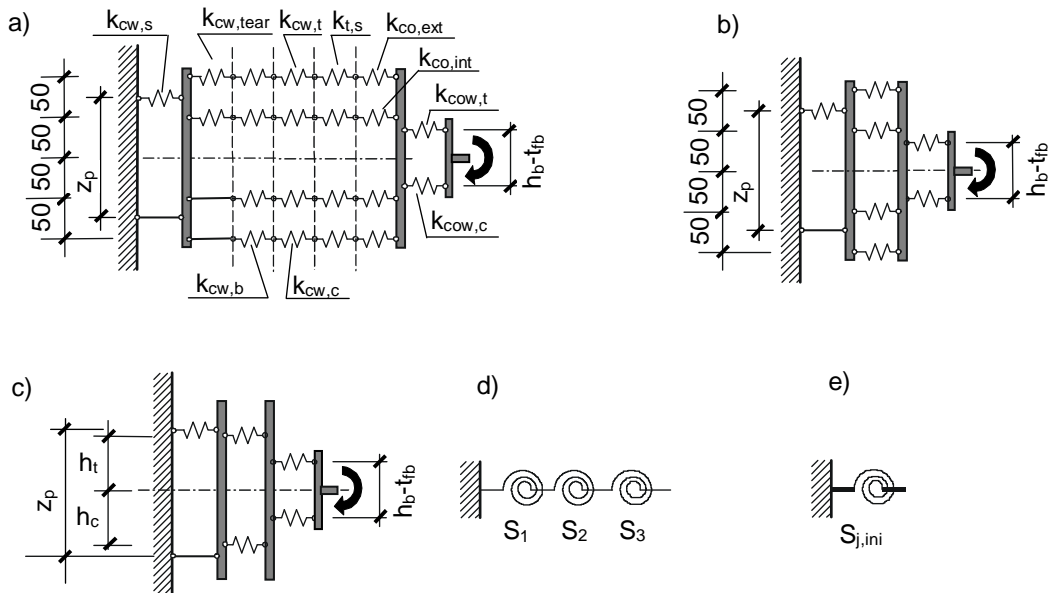 a)
k_cw,s
k_cw,tear
k_cw,t
k_t,s
k_co,ext
k_co,int
k_cow,t
50
50
50
50
z_p
h_b-t_fb
k_cow,c
k_cw,b
k_cw,c
b)
50
50
50
50
z_p
h_b-t_fb
c)
z_p
h_t
h_c
h_b-t_fb
d)
S_1 S_2 S_3
e)
S_j,ini